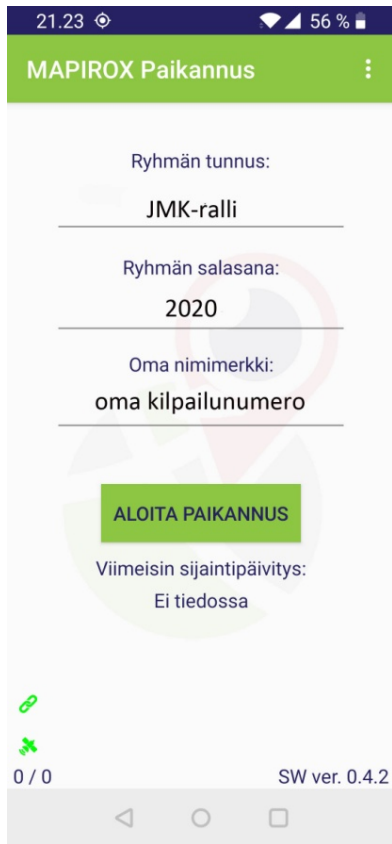 21.23 56 %
MAPIROX Paikannus
Ryhmän tunnus:
JMK-ralli
Ryhmän salasana:
2020
Oma nimimerkki:
oma kilpailunumero
ALOITA PAIKANNUS
Viimeisin sijaintipäivitys:
Ei tiedossa
0 / 0 SW ver. 0.4.2